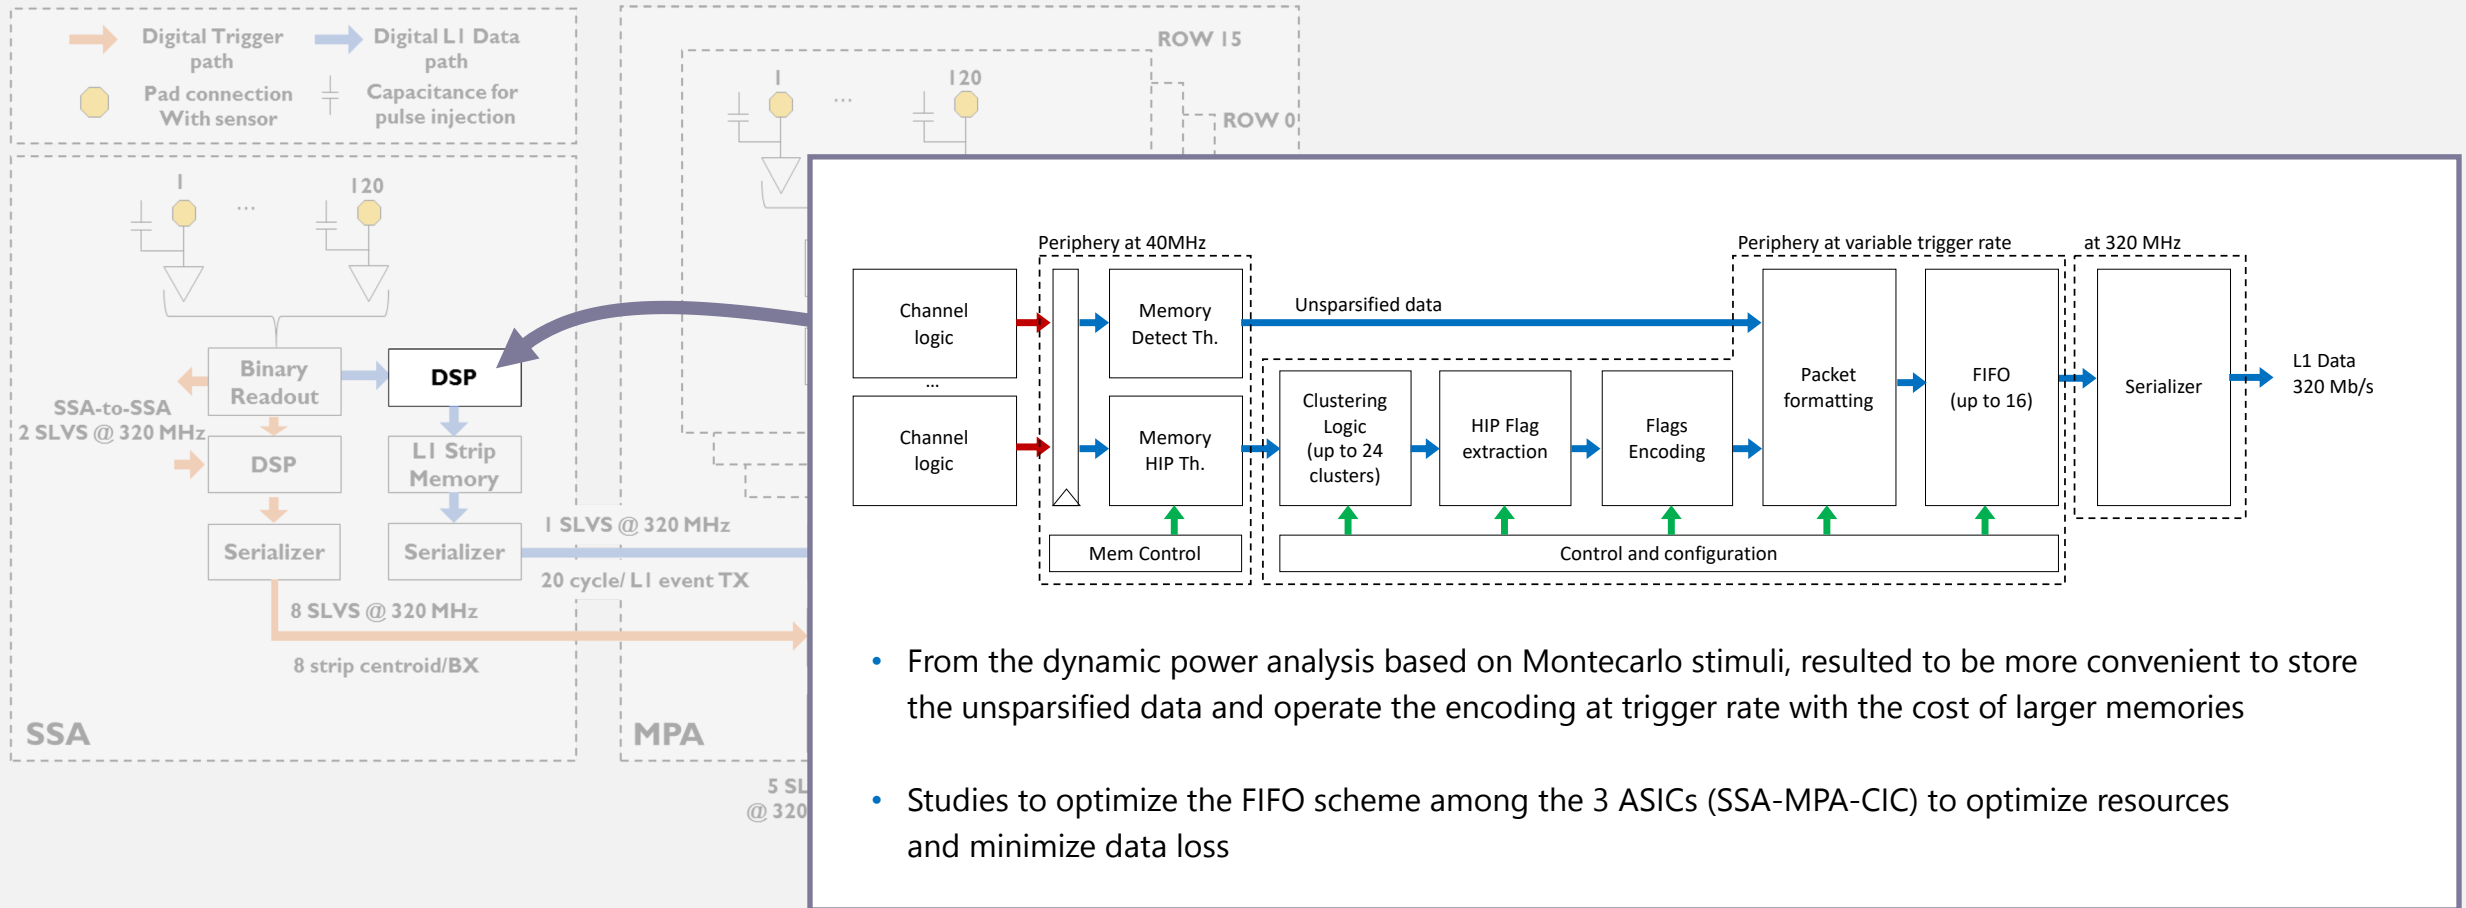 Digital Trigger
path
Digital L1 Data
path
Pad connection
With sensor
Capacitance for
pulse injection
1
...
120
Binary
Readout
DSP
SSA-to-SSA
2 SLVS @ 320 MHz
DSP
L1 Strip
Memory
Serializer
Serializer
1 SLVS @ 320 MHz
20 cycle/ L1 event TX
8 SLVS @ 320 MHz
8 strip centroid/BX
SSA
ROW 15
1
...
120
ROW 0
MPA
5 SL
@ 320
Periphery at 40MHz
Periphery at variable trigger rate
at 320 MHz
Channel
logic
...
Channel
logic
Memory
Detect Th.
Memory
HIP Th.
Mem Control
Unsparsified data
Clustering
Logic
(up to 24
clusters)
HIP Flag
extraction
Flags
Encoding
Packet
formatting
FIFO
(up to 16)
Serializer
L1 Data
320 Mb/s
Control and configuration
• From the dynamic power analysis based on Montecarlo stimuli, resulted to be more convenient to store
the unsparsified data and operate the encoding at trigger rate with the cost of larger memories
• Studies to optimize the FIFO scheme among the 3 ASICs (SSA-MPA-CIC) to optimize resources
and minimize data loss